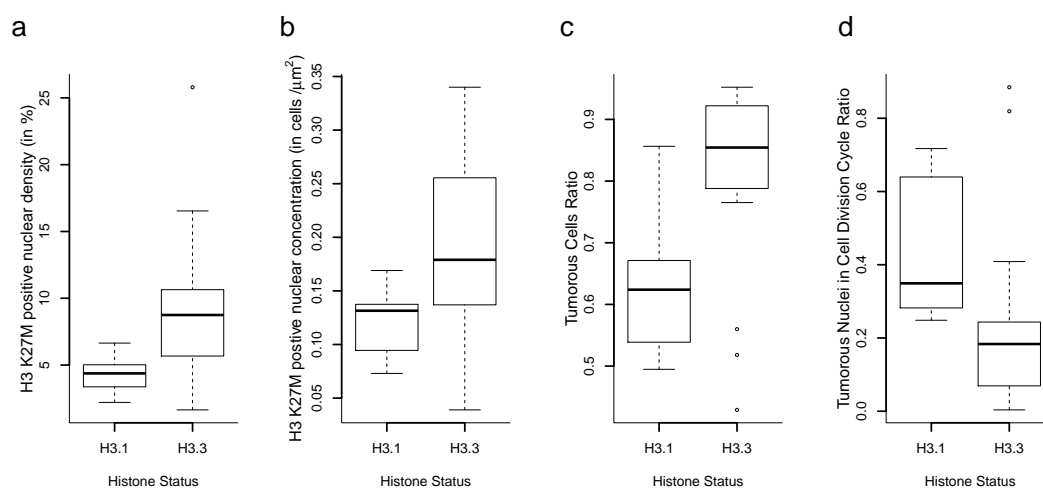 a
H3 K27M positive nuclear density (in %)
5
10
15
20
25
H3.1
H3.3
Histone Status
b
H3 K27M postive nuclear concentration (in cells /μm²)
0.05
0.10
0.15
0.20
0.25
0.30
0.35
H3.1
H3.3
Histone Status
c
Tumorous Cells Ratio
0.5
0.6
0.7
0.8
0.9
H3.1
H3.3
Histone Status
d
Tumorous Nuclei in Cell Division Cycle Ratio
0.0
0.2
0.4
0.6
0.8
H3.1
H3.3
Histone Status